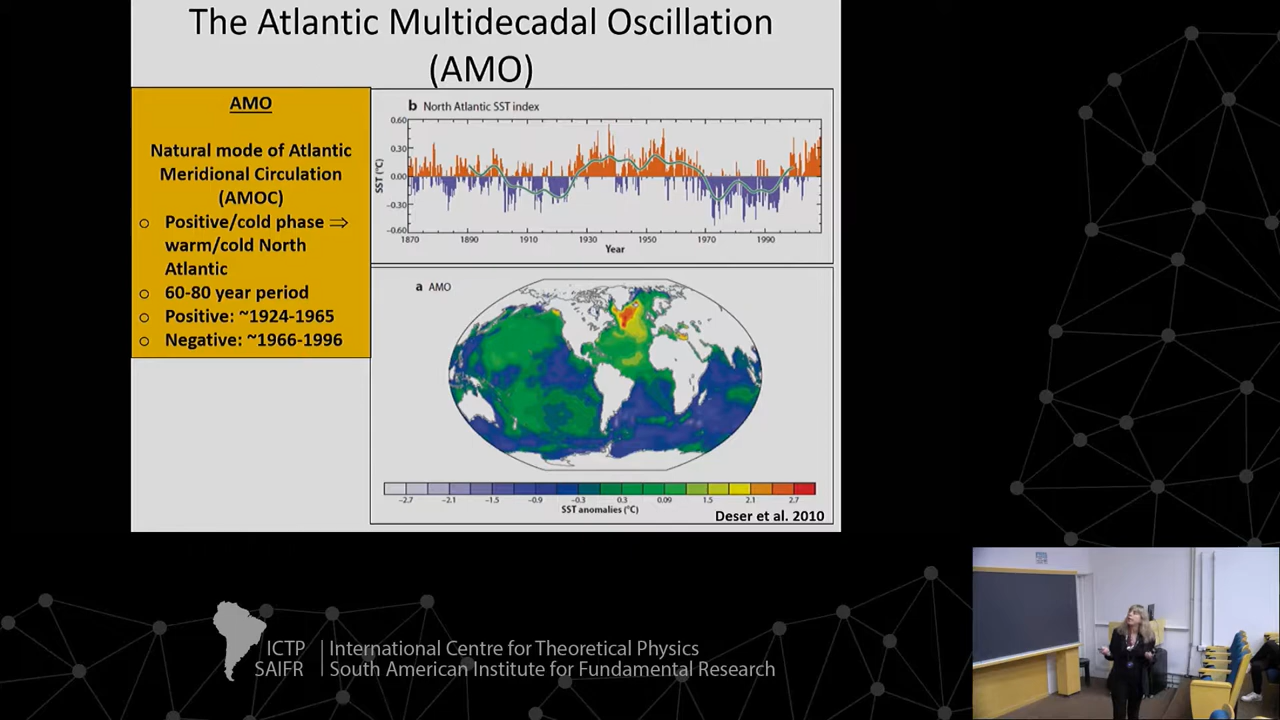 The Atlantic Multidecadal Oscillation
(AMO)
AMO
Natural mode of Atlantic
Meridional Circulation
(AMOC)
o Positive/cold phase ⇒
warm/cold North
Atlantic
o 60-80 year period
o Positive: ~1924-1965
o Negative: ~1966-1996
b North Atlantic SST index
SST (°C)
0.60
0.30
0.00
-0.30
-0.60
1870 1890 1910 1930 1950 1970 1990
Year
a AMO
-2.7 -2.1 -1.5 -0.9 -0.3 0.3 0.09 1.5 2.1 2.7
SST anomalies (°C)
Deser et al. 2010
ICTP
SAIFR
International Centre for Theoretical Physics
South American Institute for Fundamental Research